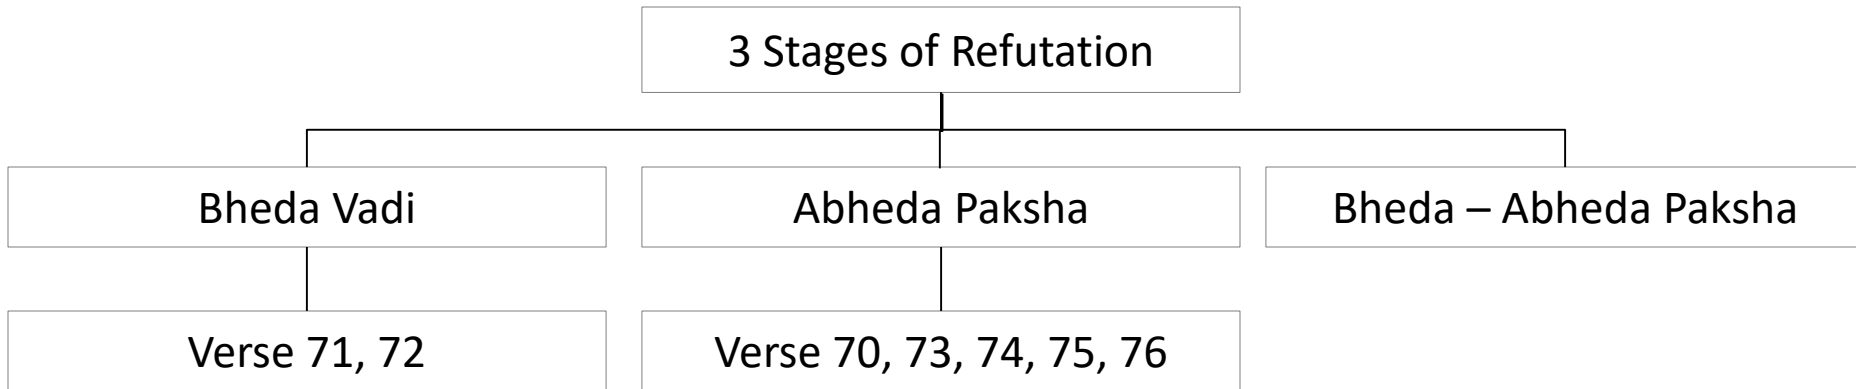 3 Stages of Refutation
Bheda Vadi
Abheda Paksha
Bheda – Abheda Paksha
Verse 71, 72
Verse 70, 73, 74, 75, 76